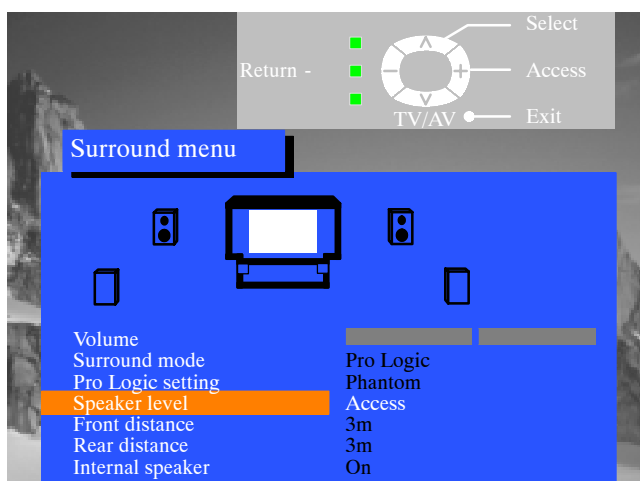 Select
Return -
Access
TV/AV
Exit
Surround menu
Volume
Surround mode Pro Logic
Pro Logic setting Phantom
Speaker level Access
Front distance 3m
Rear distance 3m
Internal speaker On